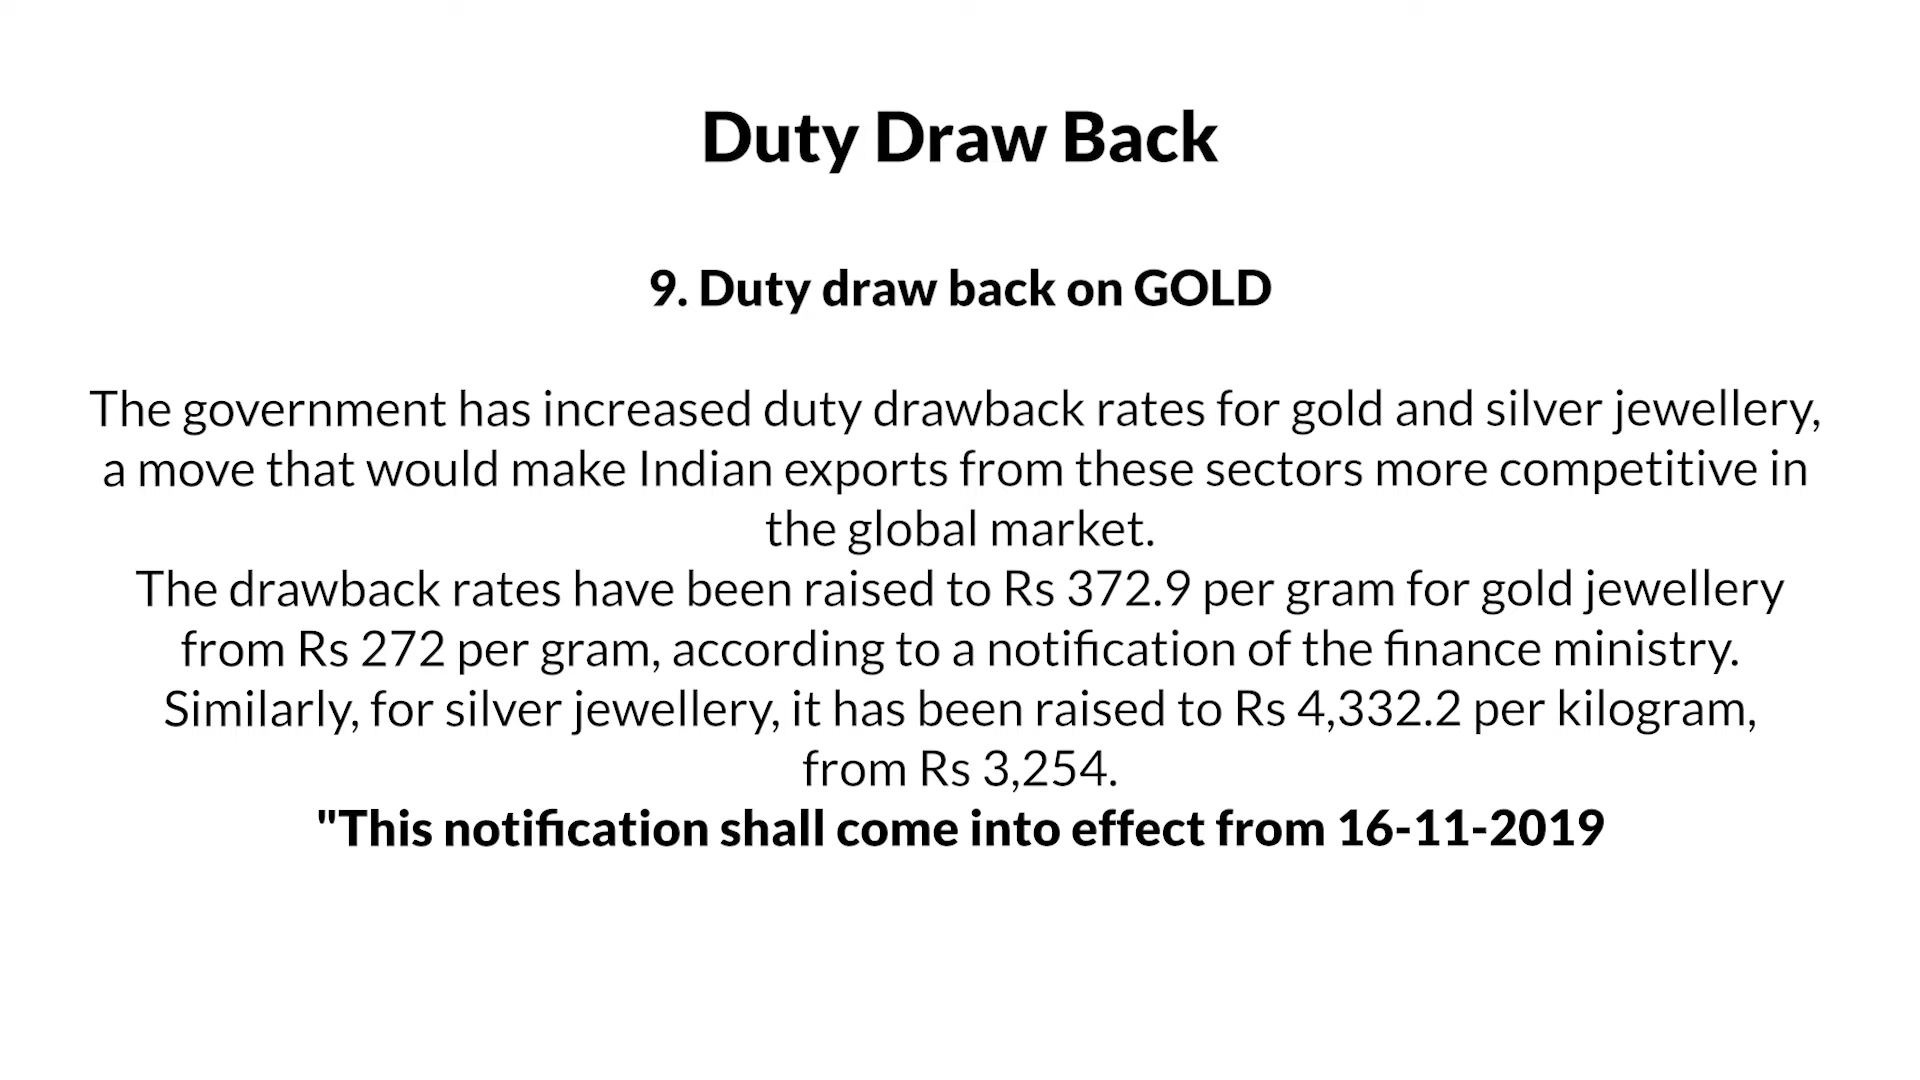 Duty Draw Back
9. Duty draw back on GOLD
The government has increased duty drawback rates for gold and silver jewellery,
a move that would make Indian exports from these sectors more competitive in
the global market.
The drawback rates have been raised to Rs 372.9 per gram for gold jewellery
from Rs 272 per gram, according to a notification of the finance ministry.
Similarly, for silver jewellery, it has been raised to Rs 4,332.2 per kilogram,
from Rs 3,254.
"This notification shall come into effect from 16-11-2019